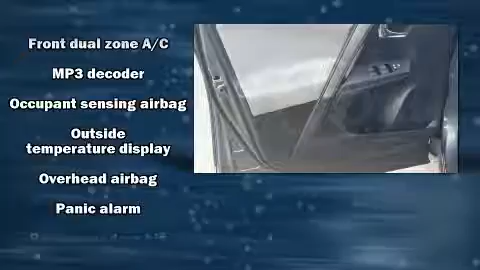 Front dual zone A/C
MP3 decoder
Occupant sensing airbag
Outside
temperature display
Overhead airbag
Panic alarm